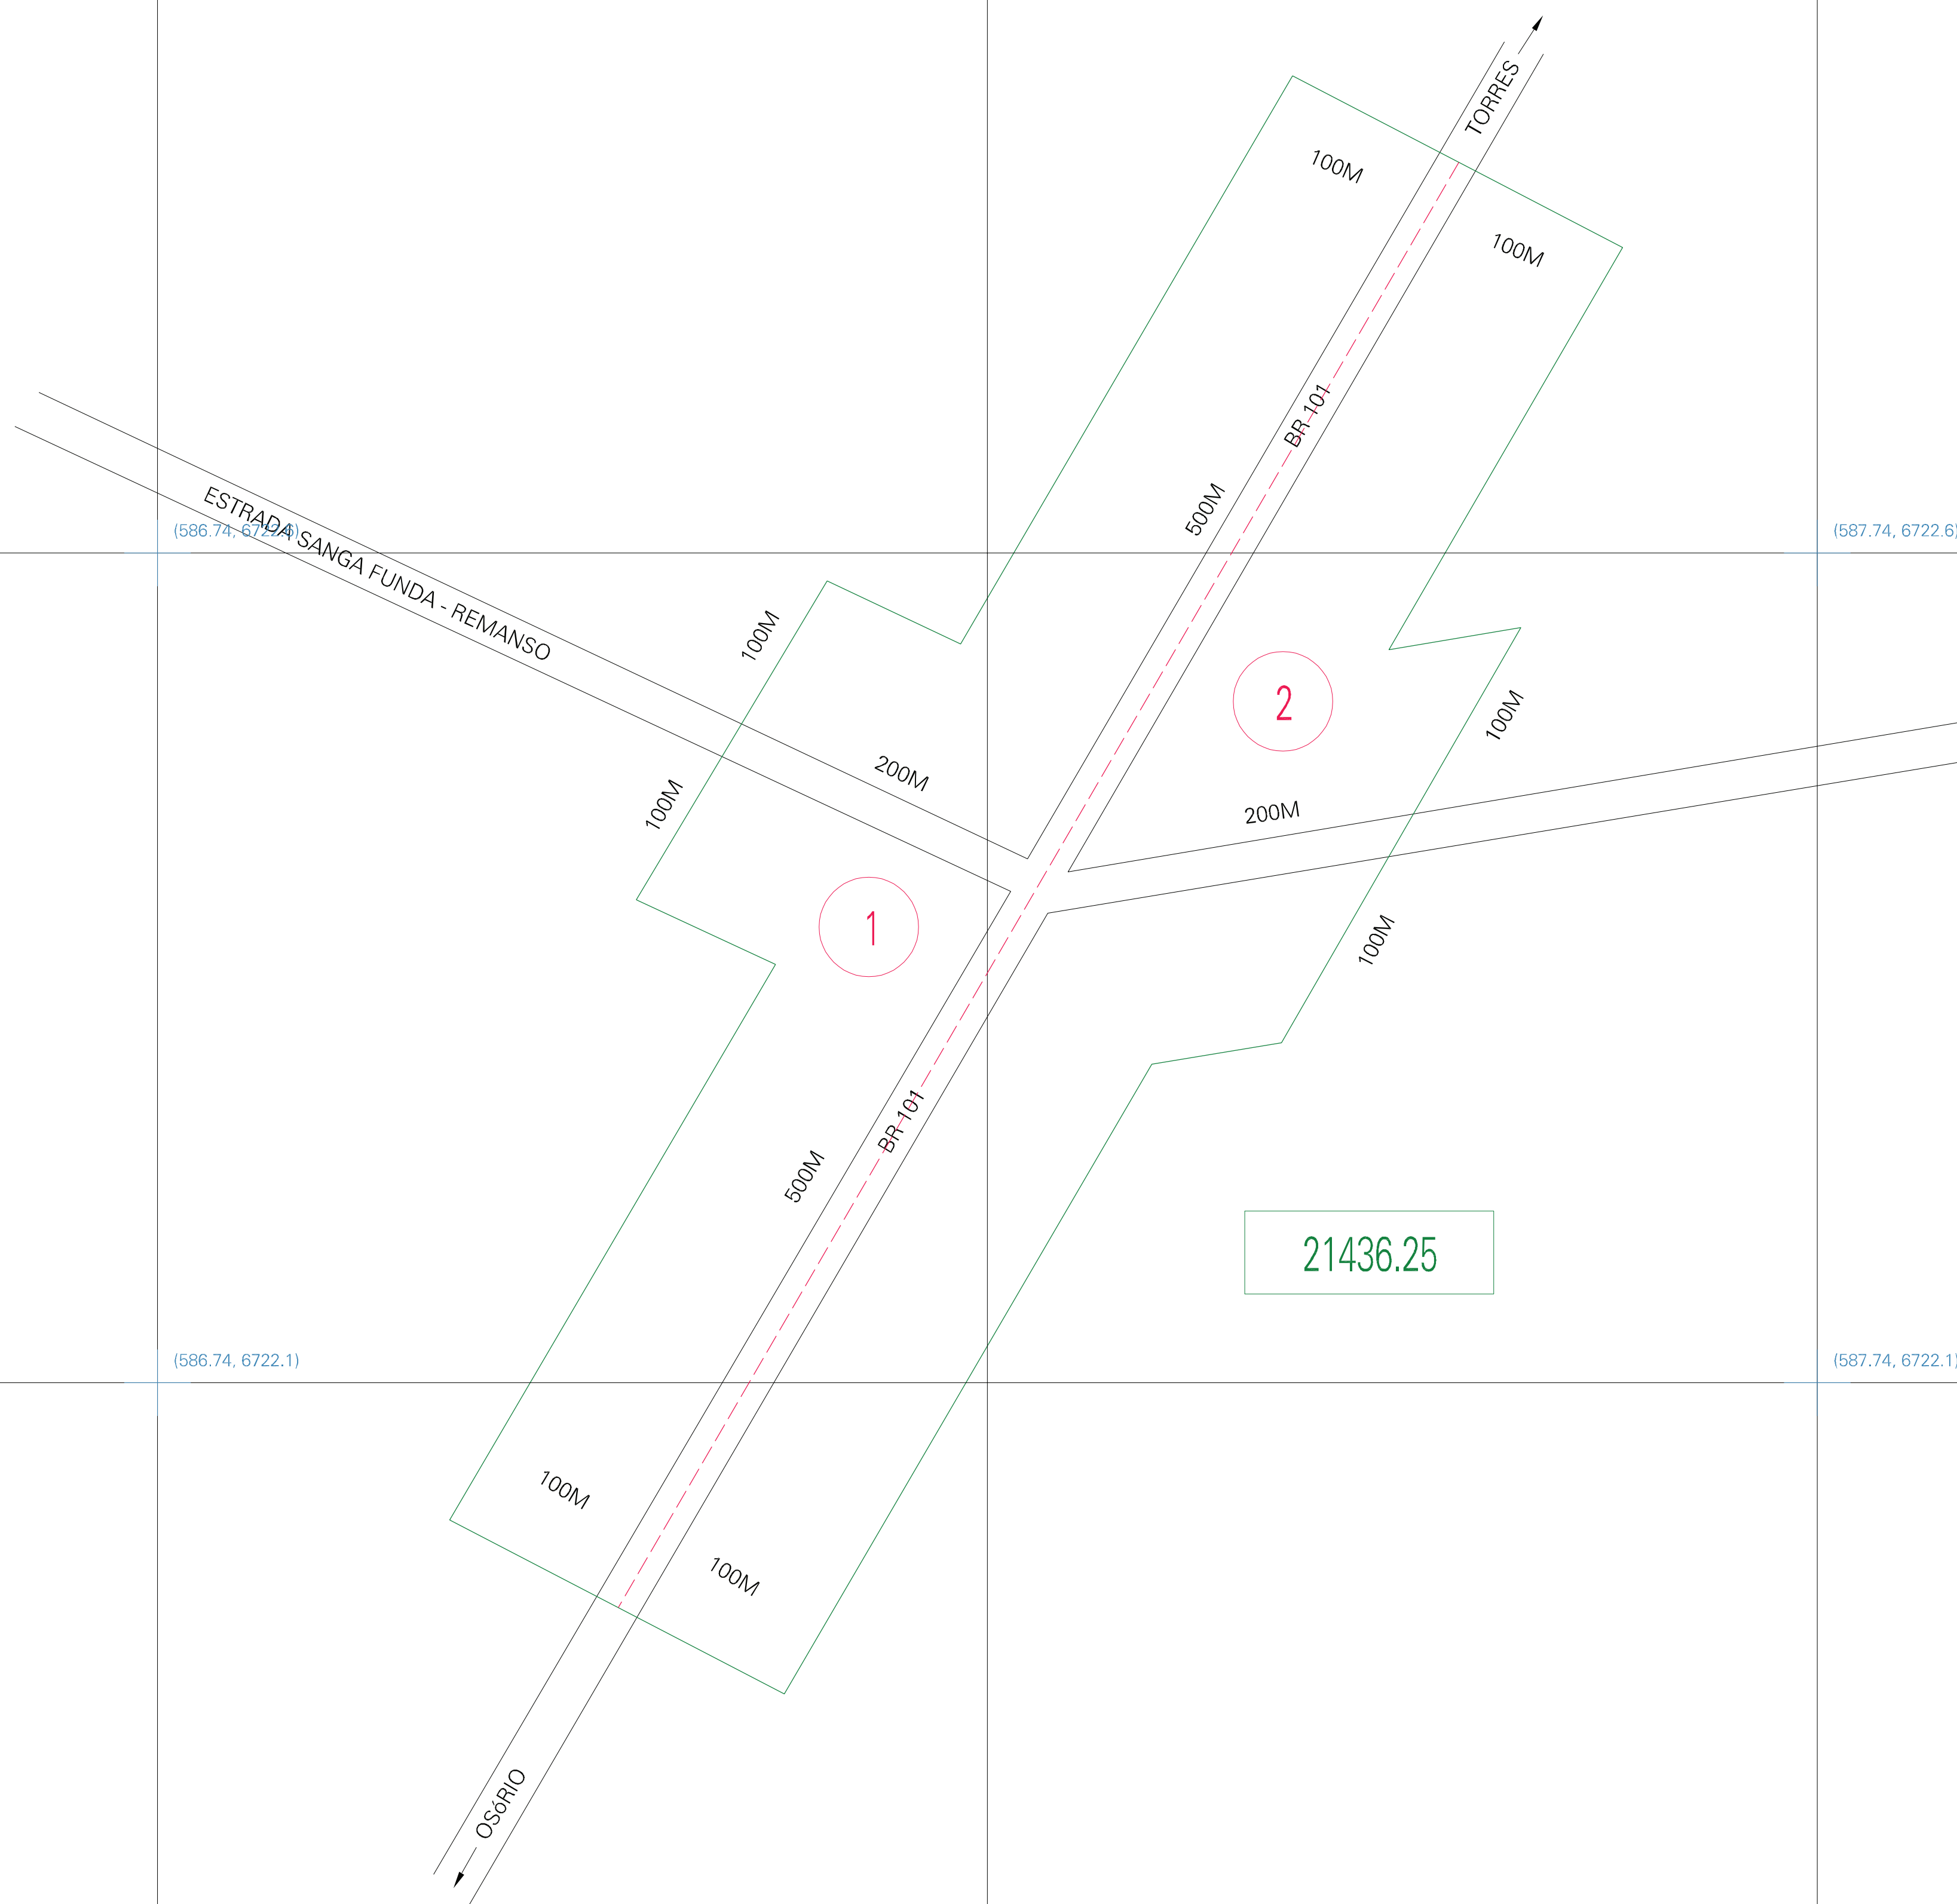 TORRES
100M
100M
BR 101
500M
ESTRADA SANGA FUNDA - REMANSO
(586.74, 6722.6)
(587.74, 6722.6)
100M
100M
2
200M
100M
200M
1
100M
BR 101
500M
21436.25
(586.74, 6722.1)
(587.74, 6722.1)
100M
100M
OSóRIO